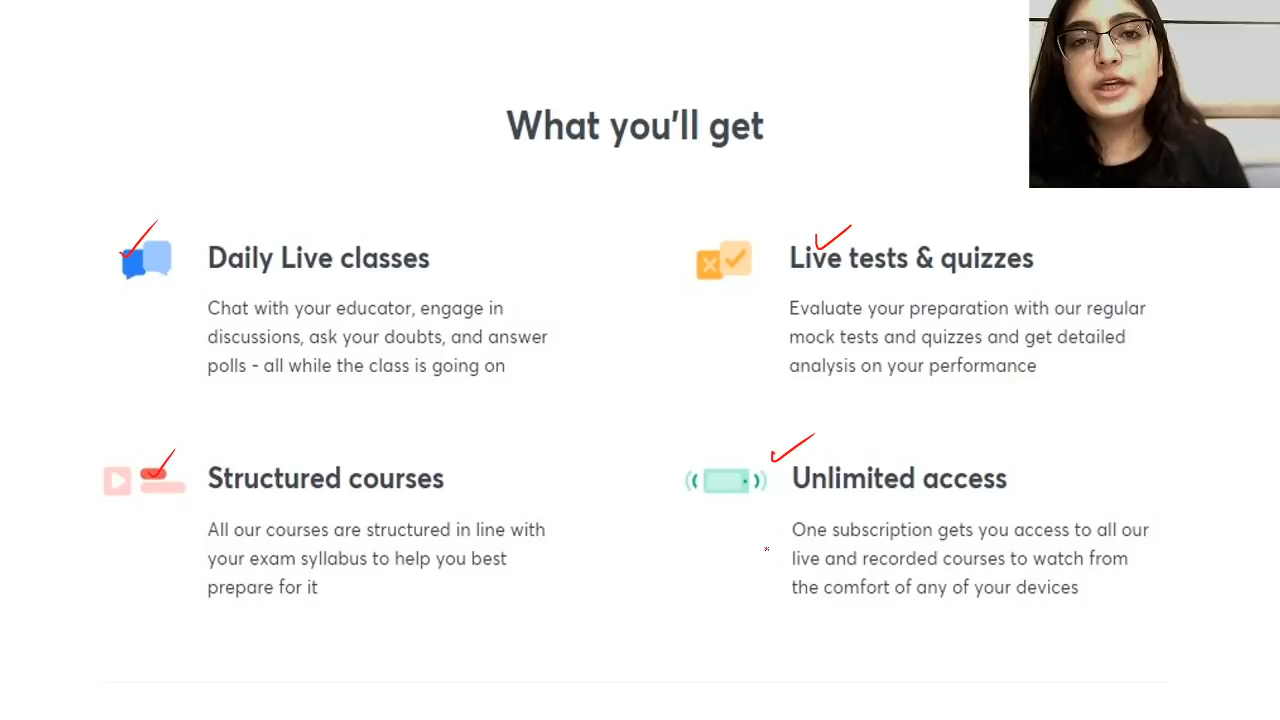 What you'll get
Daily Live classes
Chat with your educator, engage in
discussions, ask your doubts, and answer
polls - all while the class is going on
Live tests & quizzes
Evaluate your preparation with our regular
mock tests and quizzes and get detailed
analysis on your performance
Structured courses
All our courses are structured in line with
your exam syllabus to help you best
prepare for it
Unlimited access
One subscription gets you access to all our
live and recorded courses to watch from
the comfort of any of your devices